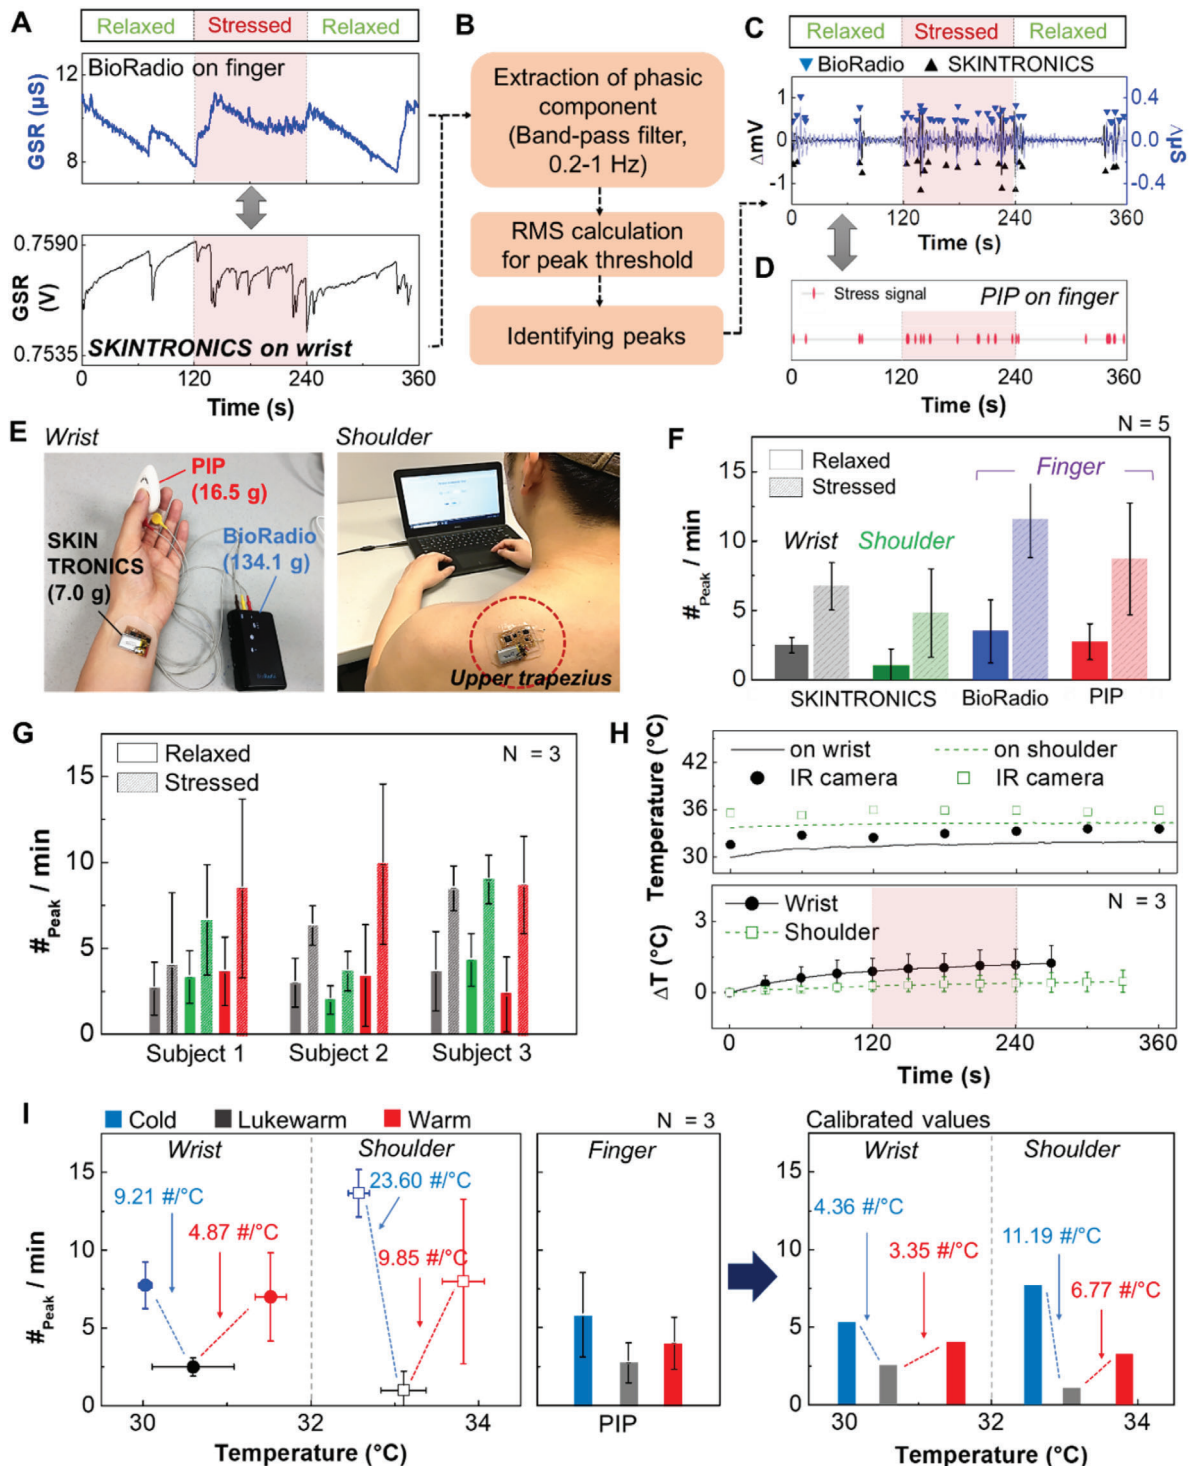 A
Relaxed Stressed Relaxed
BioRadio on finger
GSR (µS)
12
8
0.7590
GSR
(V)
0.7535
SKINTRONICS on wrist
0 120 240 360
Time (s)
B
Extraction of phasic
component
(Band-pass filter,
0.2-1 Hz)
RMS calculation
for peak threshold
Identifying peaks
C
Relaxed Stressed Relaxed
▼BioRadio ▲ SKINTRONICS
ΔmV
1
0
-1
ΔµS
0.4
0.0
-0.4
0 120 240 360
Time (s)
D
Stress signal PIP on finger
0 120 240 360
Time (s)
E
Wrist
PIP
(16.5 g)
SKIN
TRONICS
(7.0 g)
BioRadio
(134.1 g)
Shoulder
Upper trapezius
F
N = 5
#Peak / min
15
10
5
0
Relaxed
Stressed
Finger
Wrist Shoulder
SKINTRONICS BioRadio PIP
G
N = 3
#Peak / min
15
10
5
0
Relaxed
Stressed
Subject 1 Subject 2 Subject 3
H
Temperature (°C)
42
36
30
on wrist on shoulder
IR camera IR camera
ΔT (°C)
3
0
Wrist
Shoulder
N = 3
0 120 240 360
Time (s)
I
Cold Lukewarm Warm
#Peak / min
15
10
5
0
Wrist Shoulder
9.21 #/°C
4.87 #/°C
23.60 #/°C
9.85 #/°C
30 32 34
Temperature (°C)
N = 3
Finger
PIP
Calibrated values
Wrist Shoulder
15
10
5
0
4.36 #/°C
3.35 #/°C
11.19 #/°C
6.77 #/°C
30 32 34
Temperature (°C)